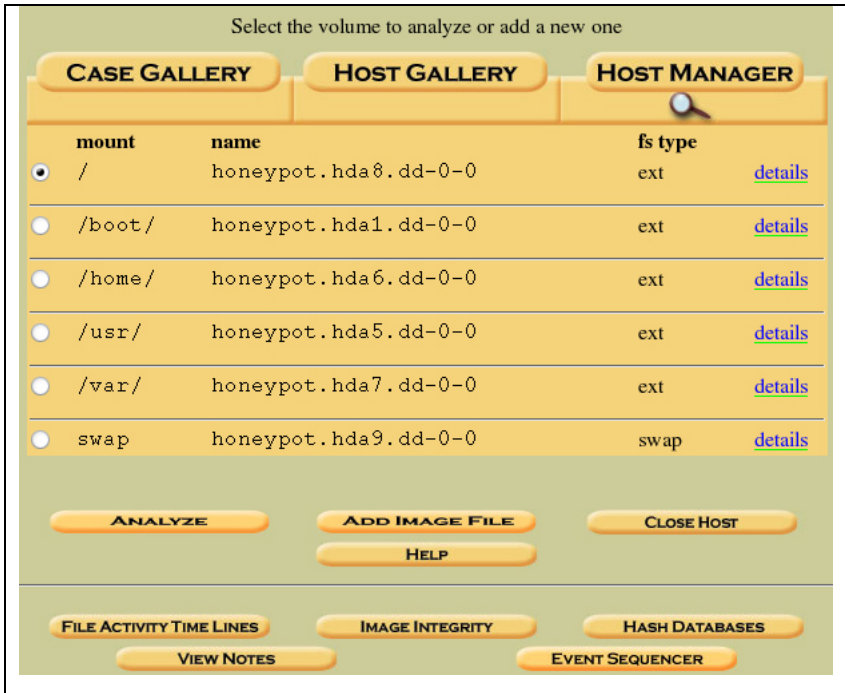 Select the volume to analyze or add a new one
CASE GALLERY HOST GALLERY HOST MANAGER
mount name fs type
/ honeypot.hda8.dd-0-0 ext details
/boot/ honeypot.hda1.dd-0-0 ext details
/home/ honeypot.hda6.dd-0-0 ext details
/usr/ honeypot.hda5.dd-0-0 ext details
/var/ honeypot.hda7.dd-0-0 ext details
swap honeypot.hda9.dd-0-0 swap details
ANALYZE ADD IMAGE FILE CLOSE HOST
HELP
FILE ACTIVITY TIME LINES IMAGE INTEGRITY HASH DATABASES
VIEW NOTES EVENT SEQUENCER